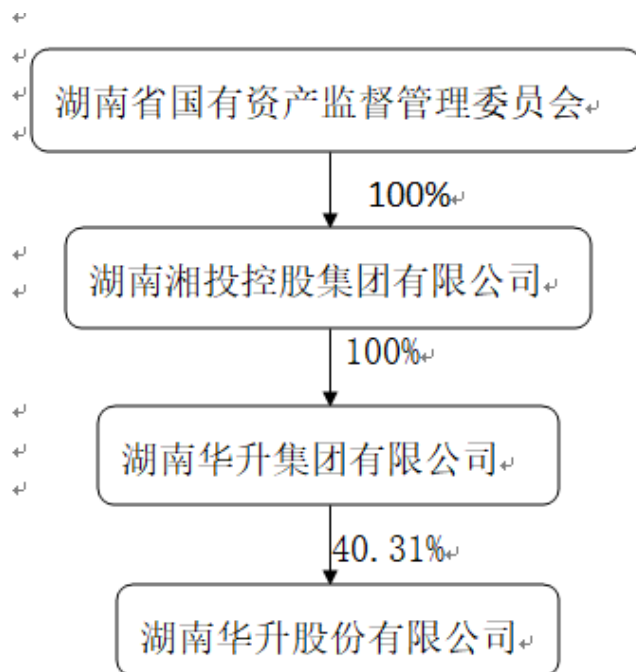 湖南省国有资产监督管理委员会
100%
湖南湘投控股集团有限公司
100%
湖南华升集团有限公司
40.31%
湖南华升股份有限公司